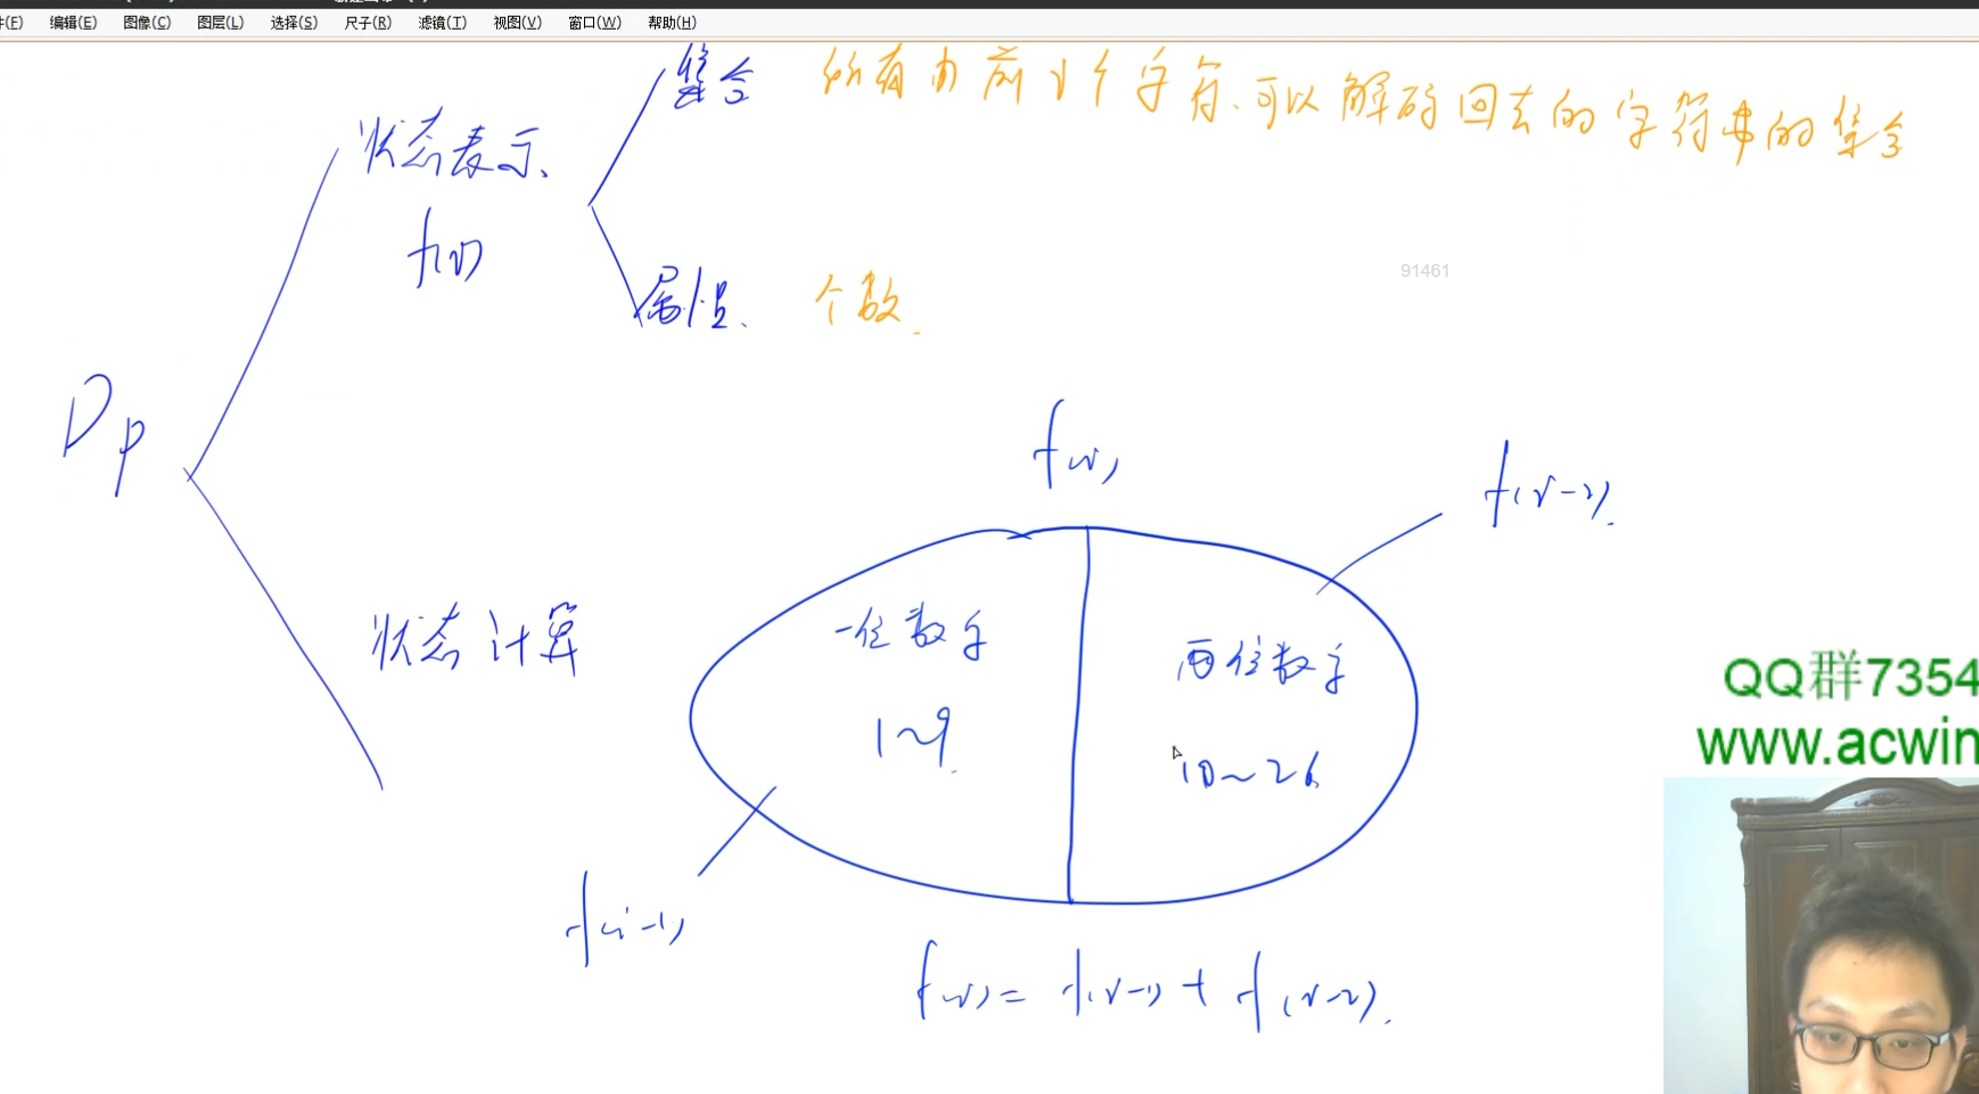 编辑(E) 图像(C) 图层(L) 选择(S) 尺子(R) 滤镜(T) 视图(V) 窗口(W) 帮助(H)
集合 所有由前i个字符、可以解码回去的字符串的集合
状态表示、
f(i)
91461
属性、 个数.
DP
f(i)
f(i-2).
一位数字
两位数字
状态计算
1~9.
10~26
QQ群7354
www.acwin
f(i-1)
f(i)= f(i-1) + f(i-2).